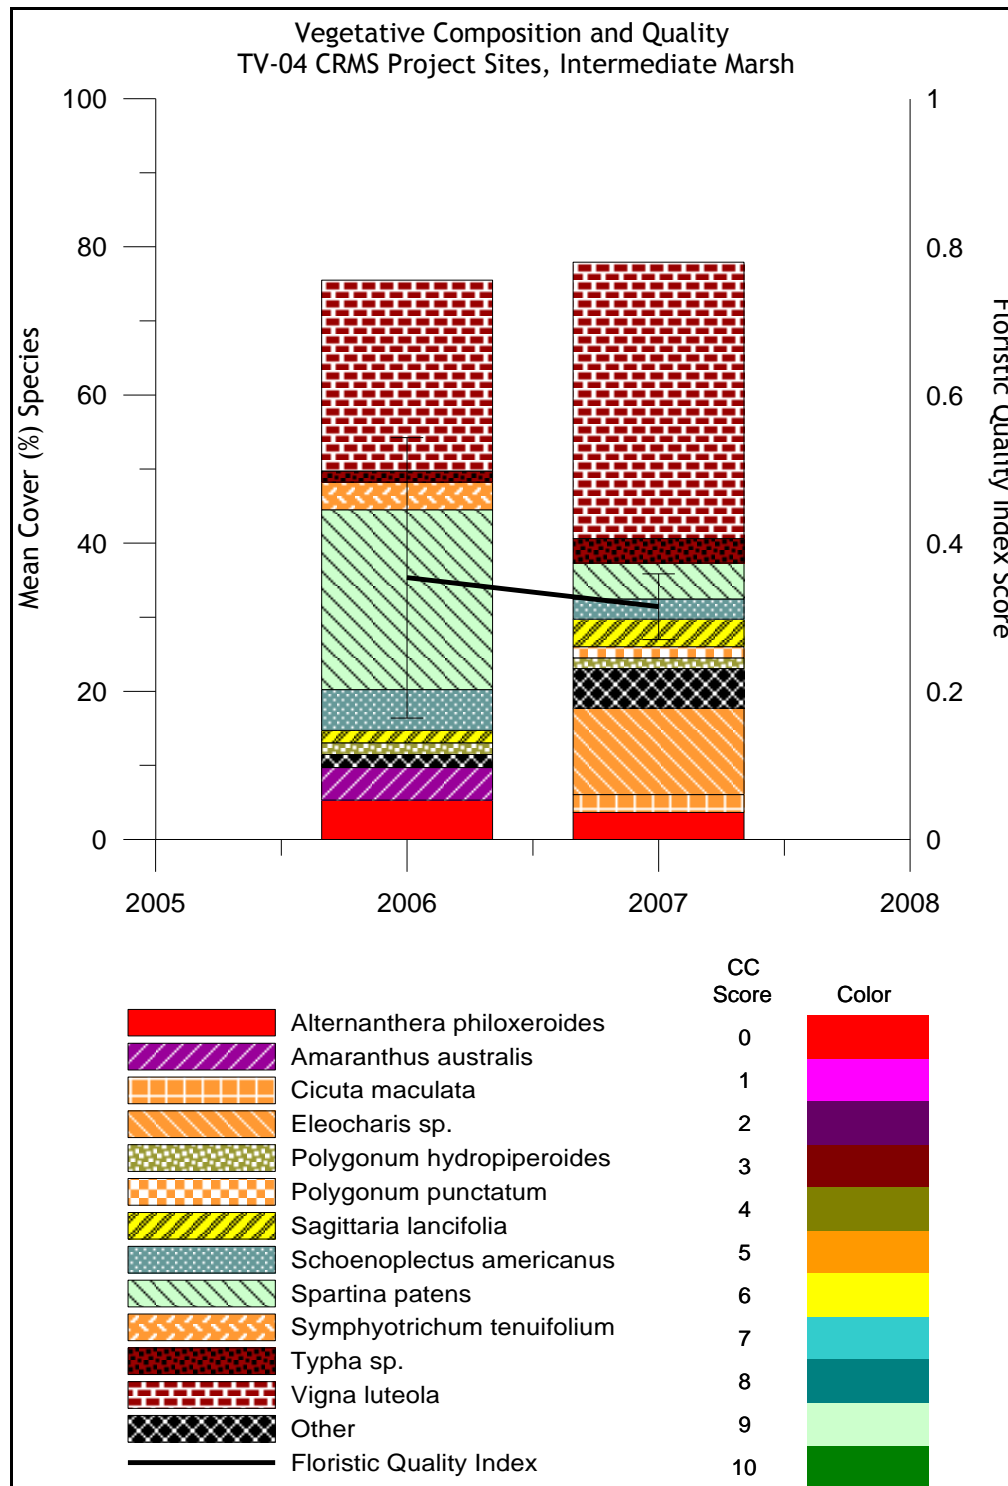 Vegetative Composition and Quality
TV-04 CRMS Project Sites, Intermediate Marsh
100
80
60
40
20
0
Mean Cover (%) Species
1
0.8
0.6
0.4
0.2
0
Floristic Quality Index Score
2005 2006 2007 2008
CC
Score Color
Alternanthera philoxeroides
Amaranthus australis
Cicuta maculata
Eleocharis sp.
Polygonum hydropiperoides
Polygonum punctatum
Sagittaria lancifolia
Schoenoplectus americanus
Spartina patens
Symphyotrichum tenuifolium
Typha sp.
Vigna luteola
Other
Floristic Quality Index
0
1
2
3
4
5
6
7
8
9
10